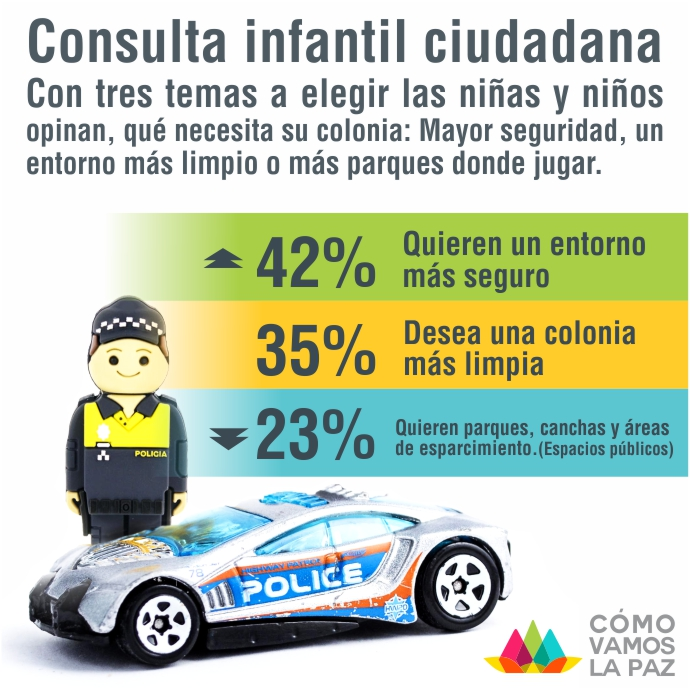 Consulta infantil ciudadana
Con tres temas a elegir las niñas y niños
opinan, qué necesita su colonia: Mayor seguridad, un
entorno más limpio o más parques donde jugar.
42% Quieren un entorno
más seguro
35% Desea una colonia
más limpia
23% Quieren parques, canchas y áreas
de esparcimiento.(Espacios públicos)
POLICIA
HIGHWAY PATROL
POLICE
CÓMO
VAMOS
LA PAZ